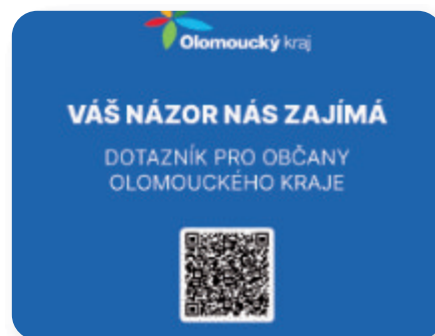 Olomoucký kraj
VÁŠ NÁZOR NÁS ZAJÍMÁ
DOTAZNÍK PRO OBČANY
OLOMOUCKÉHO KRAJE